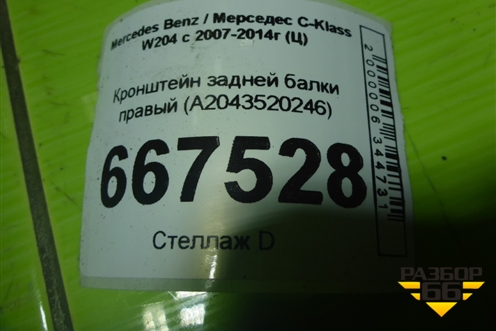 Mercedes Benz / Мерседес C-Klass
W204 с 2007-2014г (Ц)
Кронштейн задней балки
правый (A2043520246)
667528
Стеллаж D
2000006344731
РАЗБОР
66